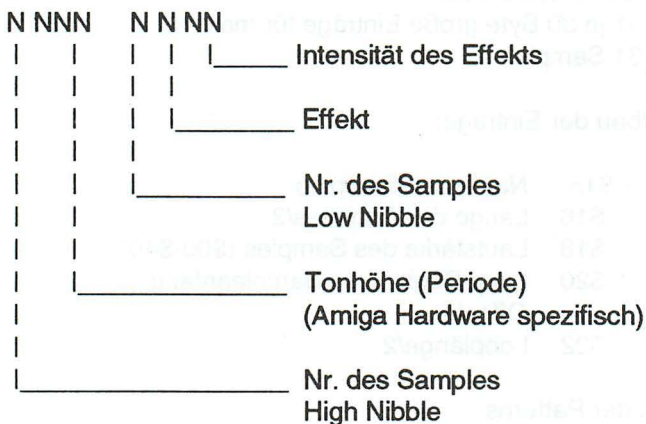 N NNN N N NN
Intensität des Effekts
Effekt
Nr. des Samples
Low Nibble
Tonhöhe (Periode)
(Amiga Hardware spezifisch)
Nr. des Samples
High Nibble